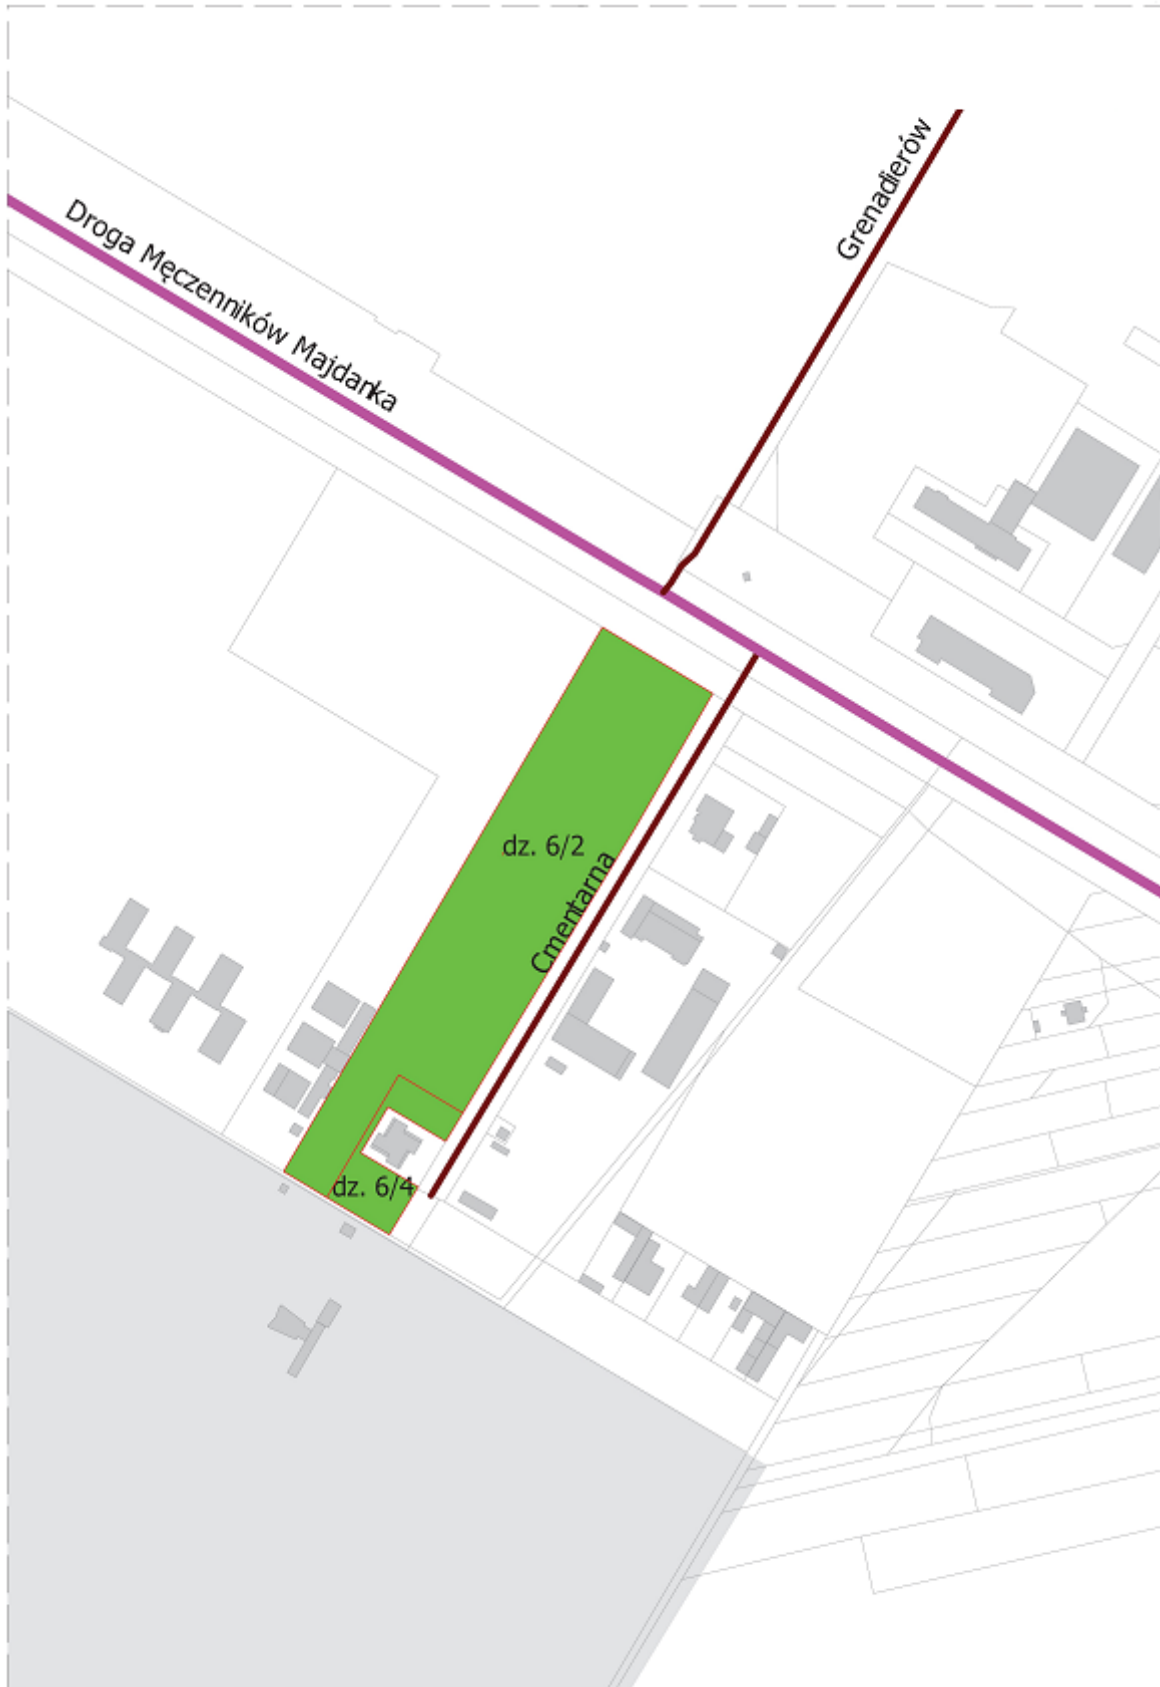 Grenadierów
Droga Męczenników Majdanka
dz. 6/2
Cmentarna
dz. 6/4